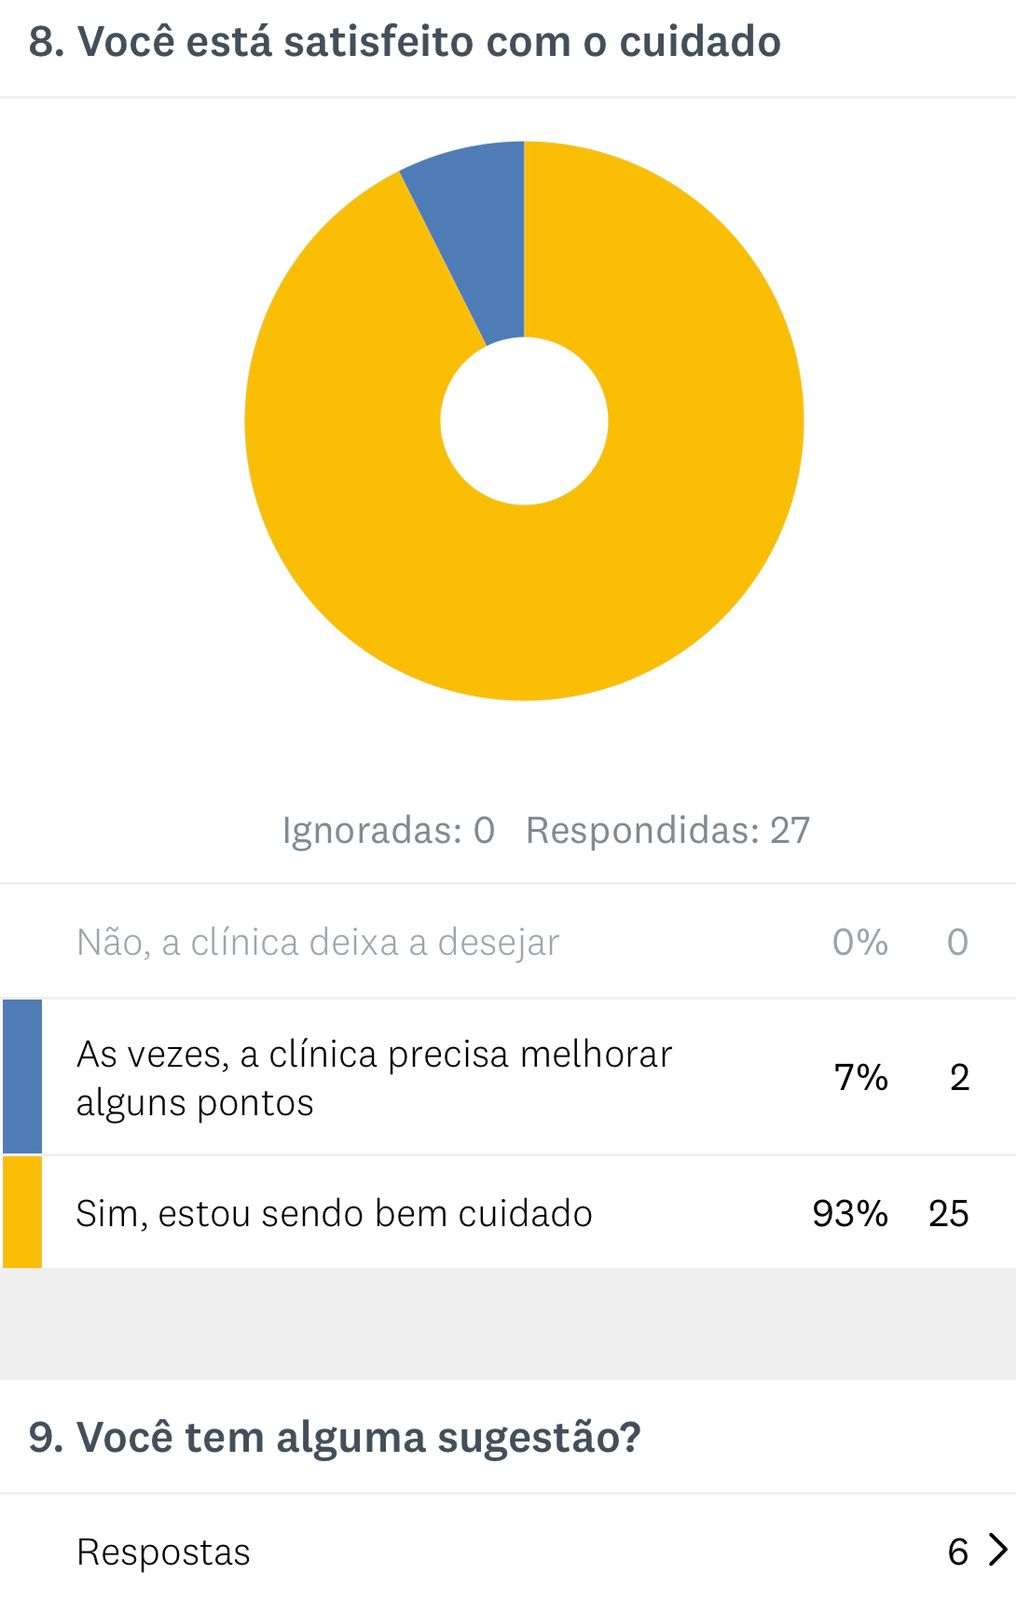 8. Você está satisfeito com o cuidado
Ignoradas: 0 Respondidas: 27
Não, a clínica deixa a desejar 0% 0
As vezes, a clínica precisa melhorar
alguns pontos 7% 2
Sim, estou sendo bem cuidado 93% 25
9. Você tem alguma sugestão?
Respostas 6